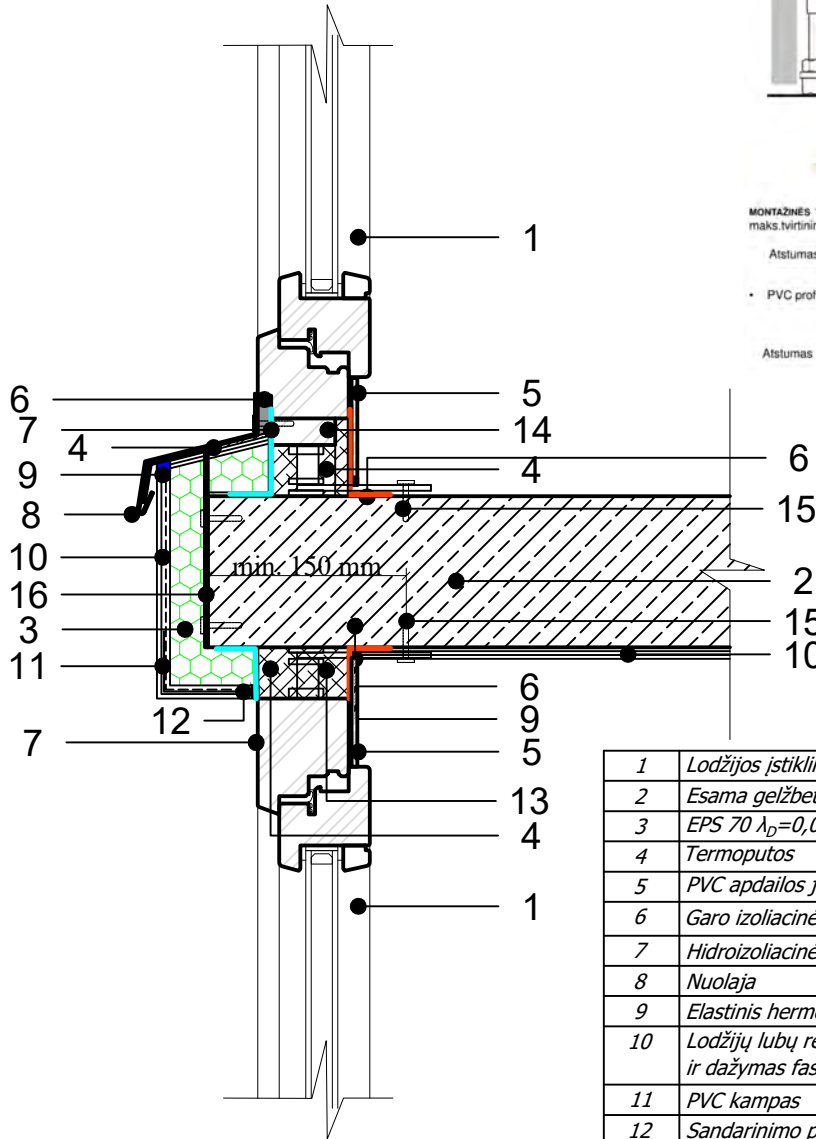 MONTAŽINĖS
maks.tvirtinim
Atstumas
• PVC prof
Atstumas
1
6
7
4
9
8
10
16
3
11
12
7
5
14
4
6
15
min. 150 mm
2
15
10
6
9
5
13
4
1
1 Lodžijos įstikli
2 Esama gelžbet
3 EPS 70 λD=0,0
4 Termoputos
5 PVC apdailos j
6 Garo izoliacinė
7 Hidroizoliacinė
8 Nuolaja
9 Elastinis herme
10 Lodžijų lubų re
ir dažymas fas
11 PVC kampas
12 Sandarinimo p